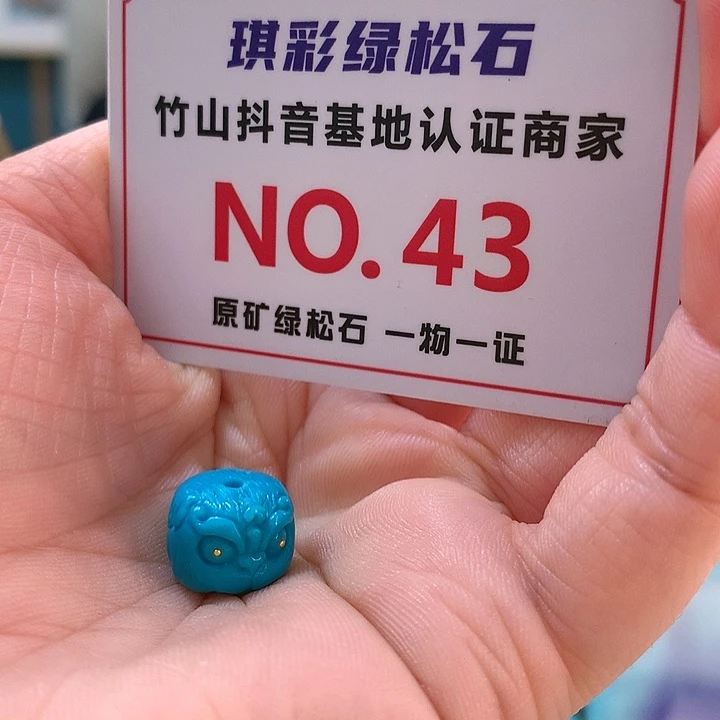 琪彩绿松石
竹山抖音基地认证商家
NO.43
原矿绿松石 一物一证